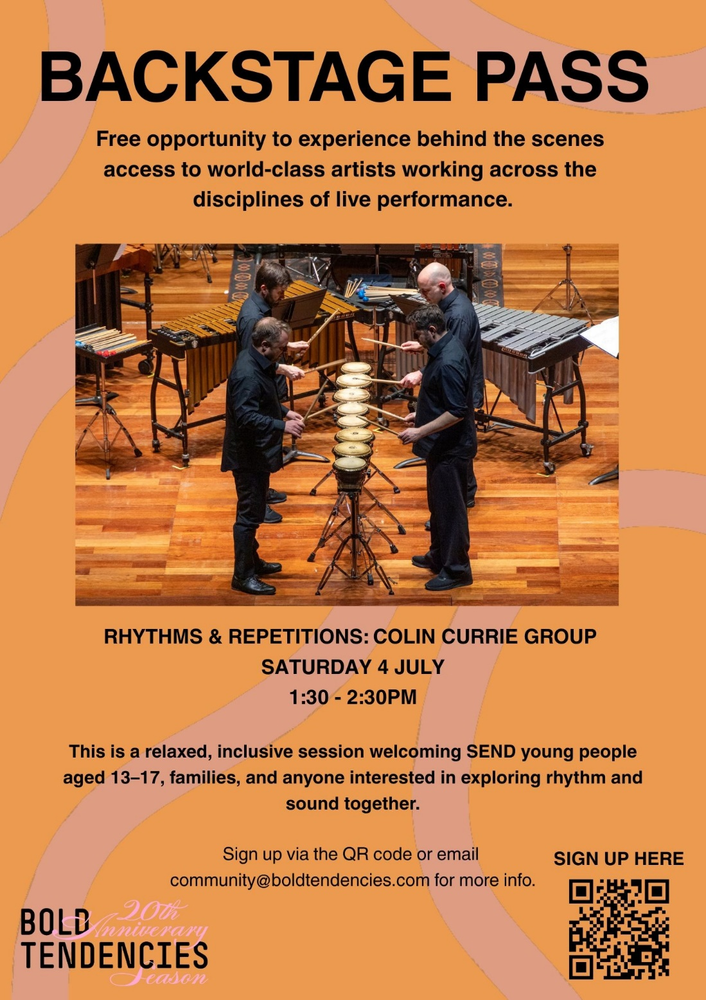 BACKSTAGE PASS
Free opportunity to experience behind the scenes
access to world-class artists working across the
disciplines of live performance.
RHYTHMS & REPETITIONS: COLIN CURRIE GROUP
SATURDAY 4 JULY
1:30 - 2:30PM
This is a relaxed, inclusive session welcoming SEND young people
aged 13–17, families, and anyone interested in exploring rhythm and
sound together.
Sign up via the QR code or email
community@boldtendencies.com for more info.
SIGN UP HERE
BOLD
TENDENCIES
20th
Anniverary
Season